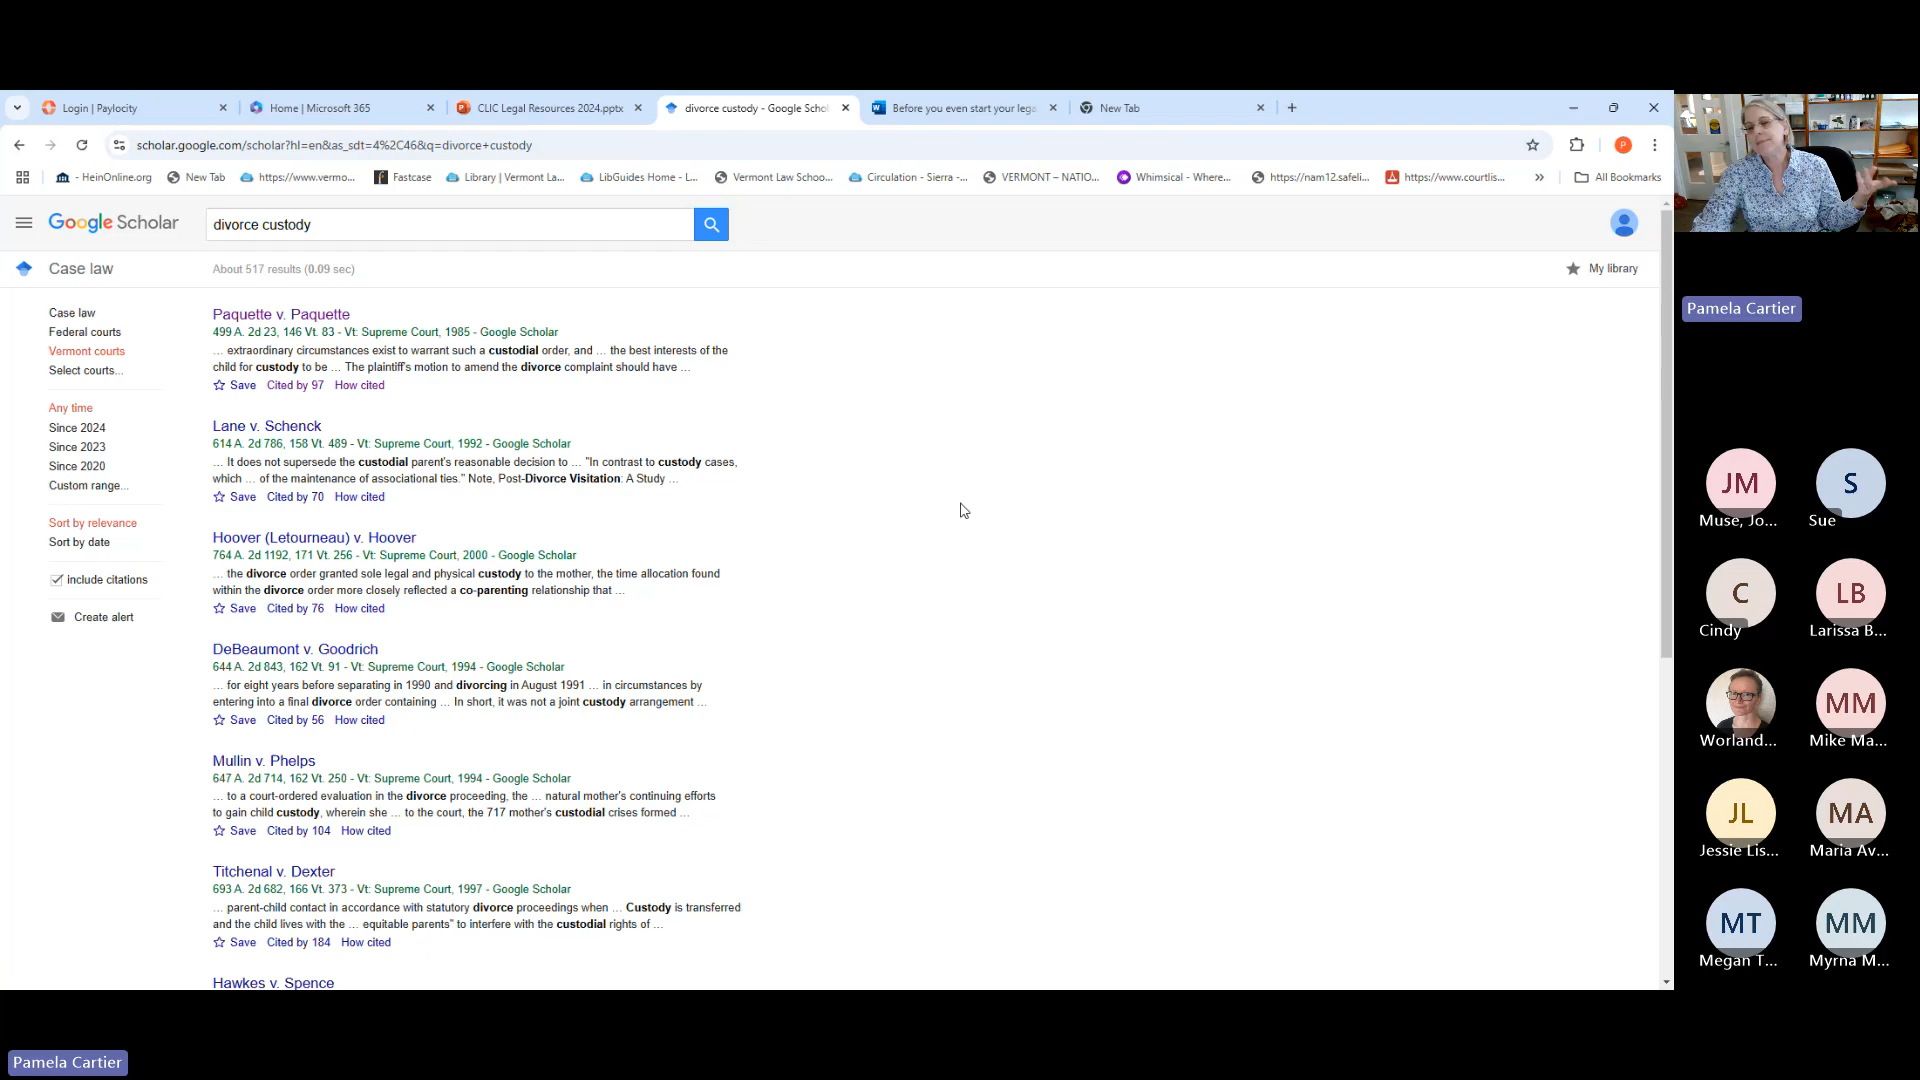 Login | Paylocity
Home | Microsoft 365
CLIC Legal Resources 2024.pptx
divorce custody - Google Schol
Before you even start your lega
New Tab
scholar.google.com/scholar?hl=en&as_sdt=4%2C46&q=divorce+custody
P
- HeinOnline.org
New Tab
https://www.vermo...
Fastcase
Library | Vermont La...
LibGuides Home - L...
Vermont Law Schoo...
Circulation - Sierra -...
VERMONT – NATIO...
Whimsical - Where...
https://nam12.safeli...
https://www.courtlis...
»
All Bookmarks
Google Scholar
divorce custody
Case law
About 517 results (0.09 sec)
My library
Case law
Federal courts
Vermont courts
Select courts...
Any time
Since 2024
Since 2023
Since 2020
Custom range...
Sort by relevance
Sort by date
include citations
Create alert
Paquette v. Paquette
499 A. 2d 23, 146 Vt. 83 - Vt: Supreme Court, 1985 - Google Scholar
... extraordinary circumstances exist to warrant such a custodial order, and ... the best interests of the
child for custody to be ... The plaintiff's motion to amend the divorce complaint should have ...
Save Cited by 97 How cited
Lane v. Schenck
614 A. 2d 786, 158 Vt. 489 - Vt: Supreme Court, 1992 - Google Scholar
... It does not supersede the custodial parent's reasonable decision to ... "In contrast to custody cases,
which ... of the maintenance of associational ties." Note, Post-Divorce Visitation: A Study ...
Save Cited by 70 How cited
Hoover (Letourneau) v. Hoover
764 A. 2d 1192, 171 Vt. 256 - Vt: Supreme Court, 2000 - Google Scholar
... the divorce order granted sole legal and physical custody to the mother, the time allocation found
within the divorce order more closely reflected a co-parenting relationship that ...
Save Cited by 76 How cited
DeBeaumont v. Goodrich
644 A. 2d 843, 162 Vt. 91 - Vt: Supreme Court, 1994 - Google Scholar
... for eight years before separating in 1990 and divorcing in August 1991 ... in circumstances by
entering into a final divorce order containing ... In short, it was not a joint custody arrangement ...
Save Cited by 56 How cited
Mullin v. Phelps
647 A. 2d 714, 162 Vt. 250 - Vt: Supreme Court, 1994 - Google Scholar
... to a court-ordered evaluation in the divorce proceeding, the ... natural mother's continuing efforts
to gain child custody, wherein she ... to the court, the 717 mother's custodial crises formed ...
Save Cited by 104 How cited
Titchenal v. Dexter
693 A. 2d 682, 166 Vt. 373 - Vt: Supreme Court, 1997 - Google Scholar
... parent-child contact in accordance with statutory divorce proceedings when ... Custody is transferred
and the child lives with the ... equitable parents" to interfere with the custodial rights of ...
Save Cited by 184 How cited
Hawkes v. Spence
Pamela Cartier
JM
Muse, Jo...
S
Sue
C
Cindy
LB
Larissa B...
Worland...
MM
Mike Ma...
JL
Jessie Lis...
MA
Maria Av...
MT
Megan T...
MM
Myrna M...
Pamela Cartier